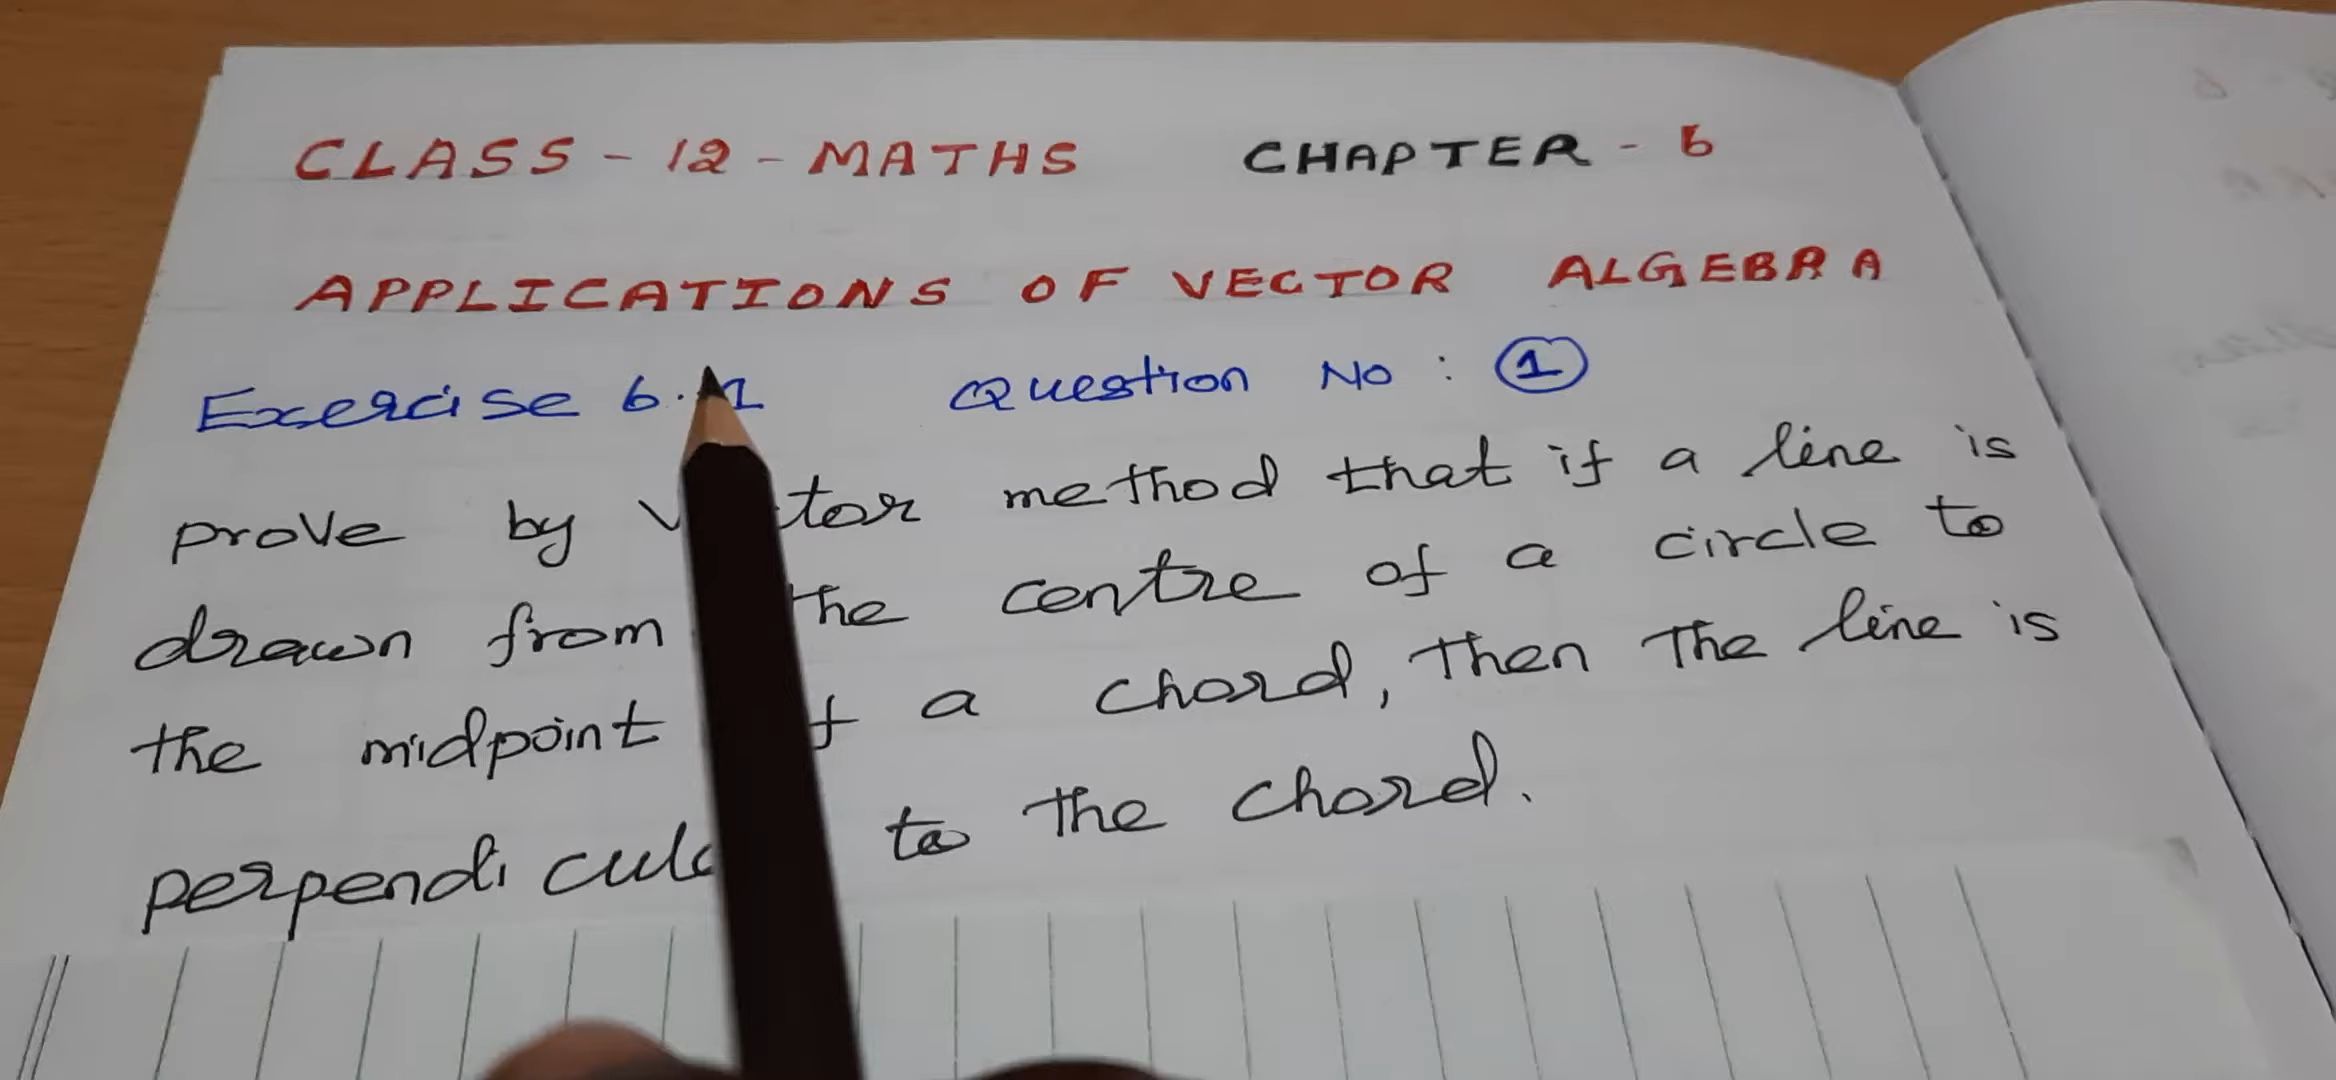 CLASS - 12 - MATHS CHAPTER - 6
APPLICATIONS OF VECTOR ALGEBRA
Exercise 6.1 Question No : 1
prove by method that if a line is
drawn from the centre of a circle to
the midpoint a chord, then the line is
to the chord.